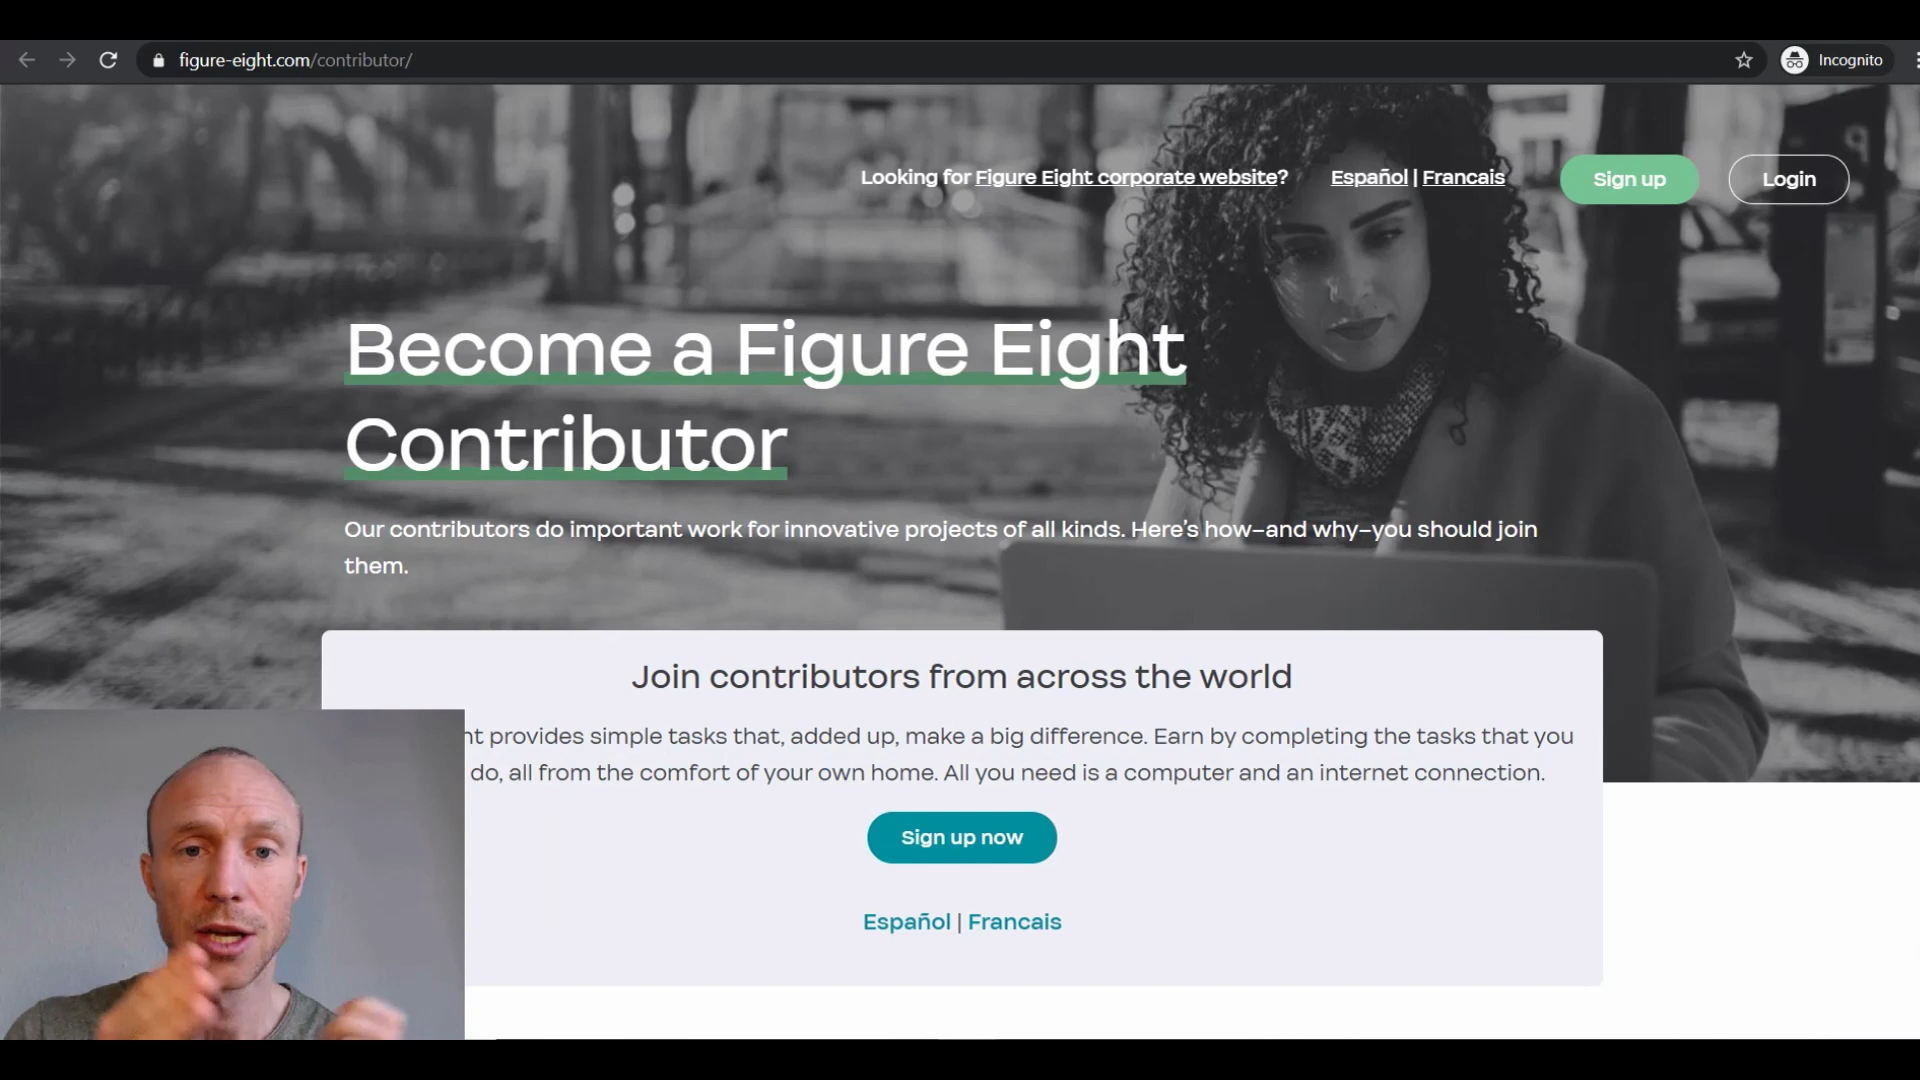 figure-eight.com/contributor/
Incognito
Looking for Figure Eight corporate website?
Español | Francais
Sign up
Login
Become a Figure Eight
Contributor
Our contributors do important work for innovative projects of all kinds. Here's how–and why–you should join
them.
Join contributors from across the world
provides simple tasks that, added up, make a big difference. Earn by completing the tasks that you
do, all from the comfort of your own home. All you need is a computer and an internet connection.
Sign up now
Español | Francais